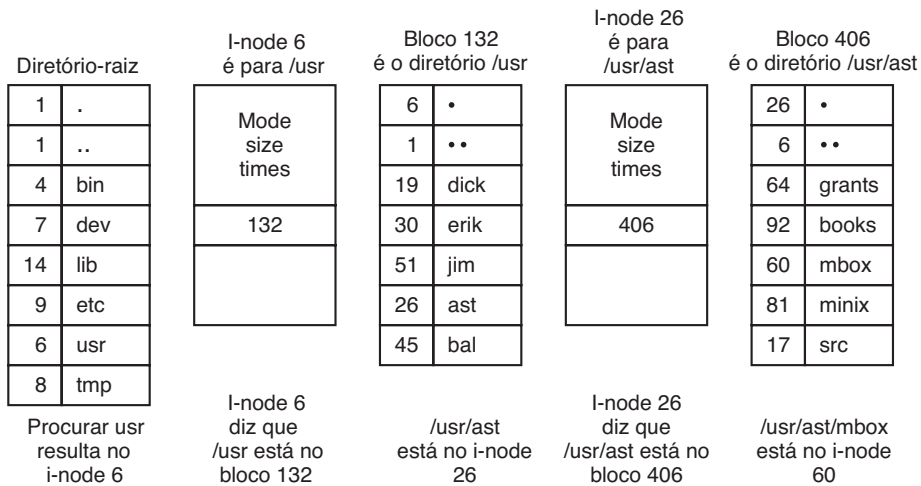 Diretório-raiz
1 .
1 ..
4 bin
7 dev
14 lib
9 etc
6 usr
8 tmp
Procurar usr
resulta no
i-node 6
I-node 6
é para /usr
Mode
size
times
132
I-node 6
diz que
/usr está no
bloco 132
Bloco 132
é o diretório /usr
6 •
1 ••
19 dick
30 erik
51 jim
26 ast
45 bal
/usr/ast
está no i-node
26
I-node 26
é para
/usr/ast
Mode
size
times
406
I-node 26
diz que
/usr/ast está no
bloco 406
Bloco 406
é o diretório /usr/ast
26 •
6 ••
64 grants
92 books
60 mbox
81 minix
17 src
/usr/ast/mbox
está no i-node
60